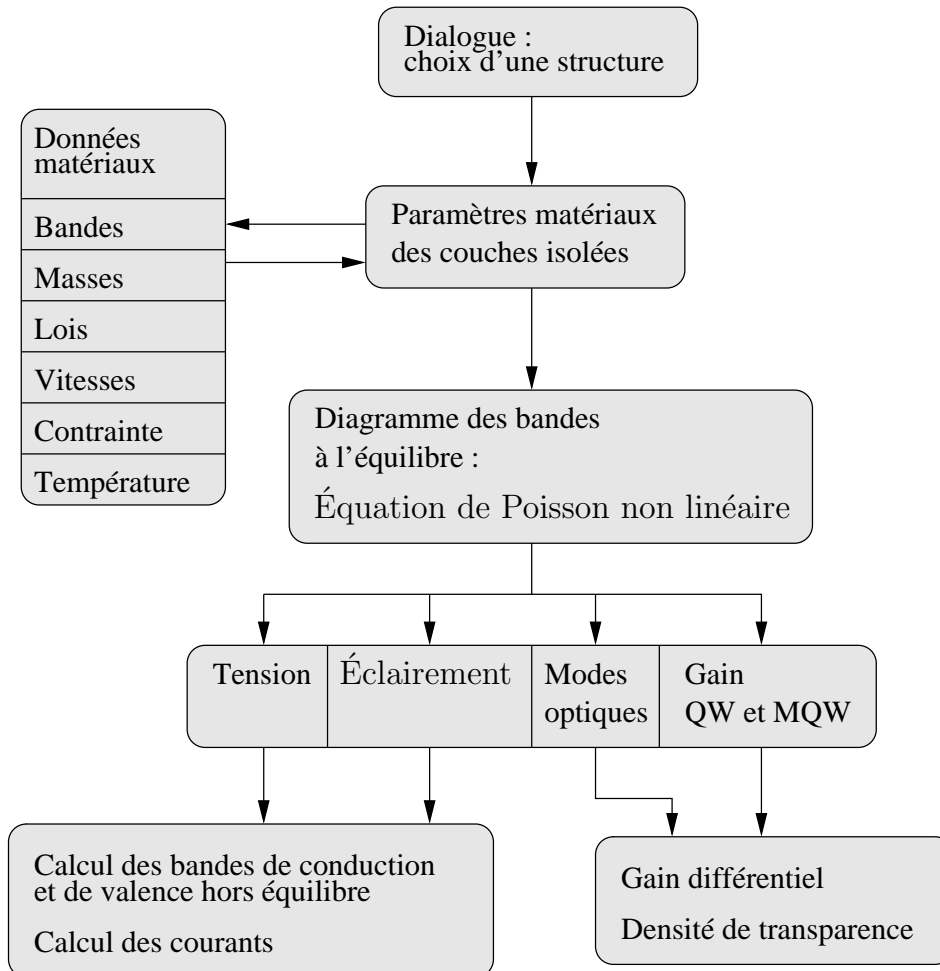 Dialogue :
choix d'une structure
Données
matériaux
Bandes
Masses
Lois
Vitesses
Contrainte
Température
Paramètres matériaux
des couches isolées
Diagramme des bandes
à l'équilibre :
Équation de Poisson non linéaire
Tension
Éclairement
Modes
optiques
Gain
QW et MQW
Calcul des bandes de conduction
et de valence hors équilibre
Calcul des courants
Gain différentiel
Densité de transparence